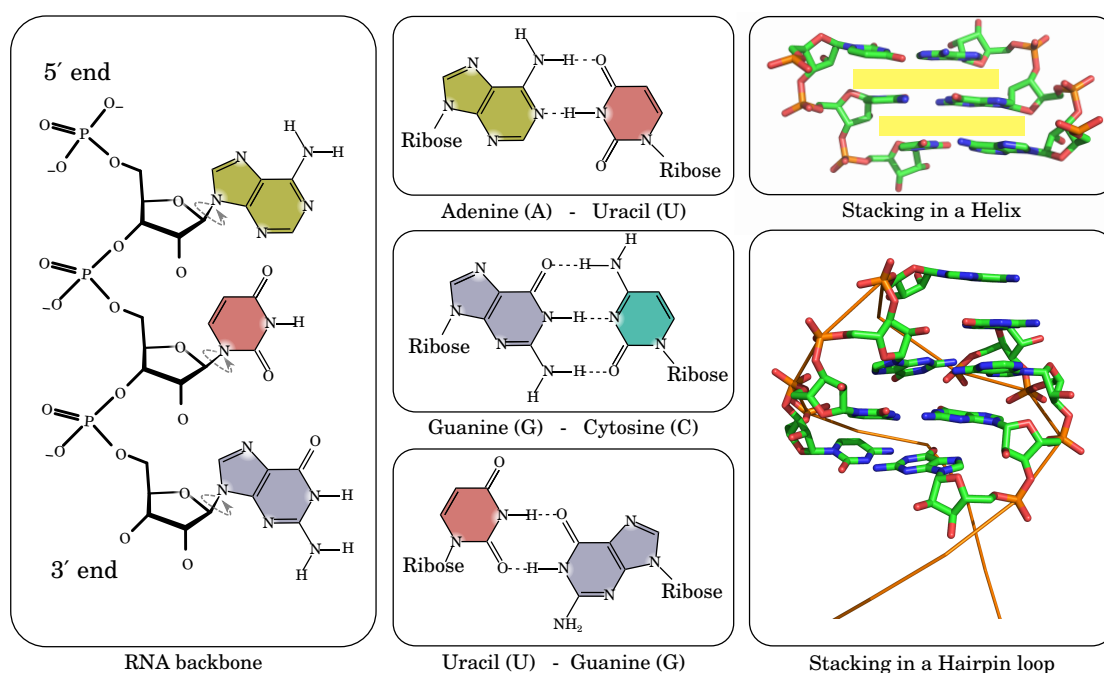 5′ end
O−
O
P
−O
O
N
O
N
H
N
H
N
N
O
O
P
−O
O
O
O
O
N
H
N
O
O
O
P
−O
O
O
O
N
O
N
N
H
N
N
H
H
O
O
3′ end
RNA backbone
H
N
H
O
N
N
N
H
N
N
O
N
Ribose
Ribose
Adenine (A) - Uracil (U)
H
O
H
N
N
N
N
H
N
N
N
H
O
N
H
Ribose
Ribose
Guanine (G) - Cytosine (C)
O
N
H
O
N
N
O
H
N
N
N
NH2
Ribose
Ribose
Uracil (U) - Guanine (G)
Stacking in a Helix
Stacking in a Hairpin loop